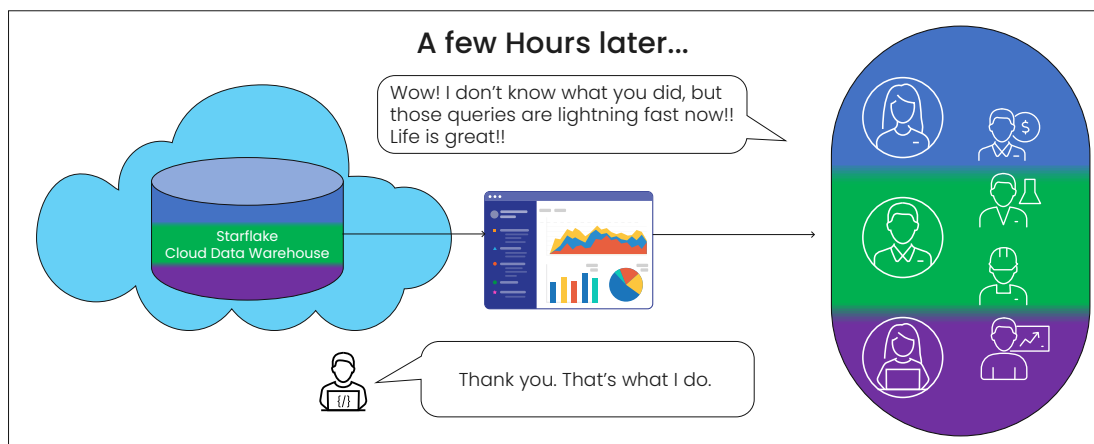 A few Hours later...
Wow! I don't know what you did, but
those queries are lightning fast now!!
Life is great!!
$
Starflake
Cloud Data Warehouse
Thank you. That's what I do.
{/}